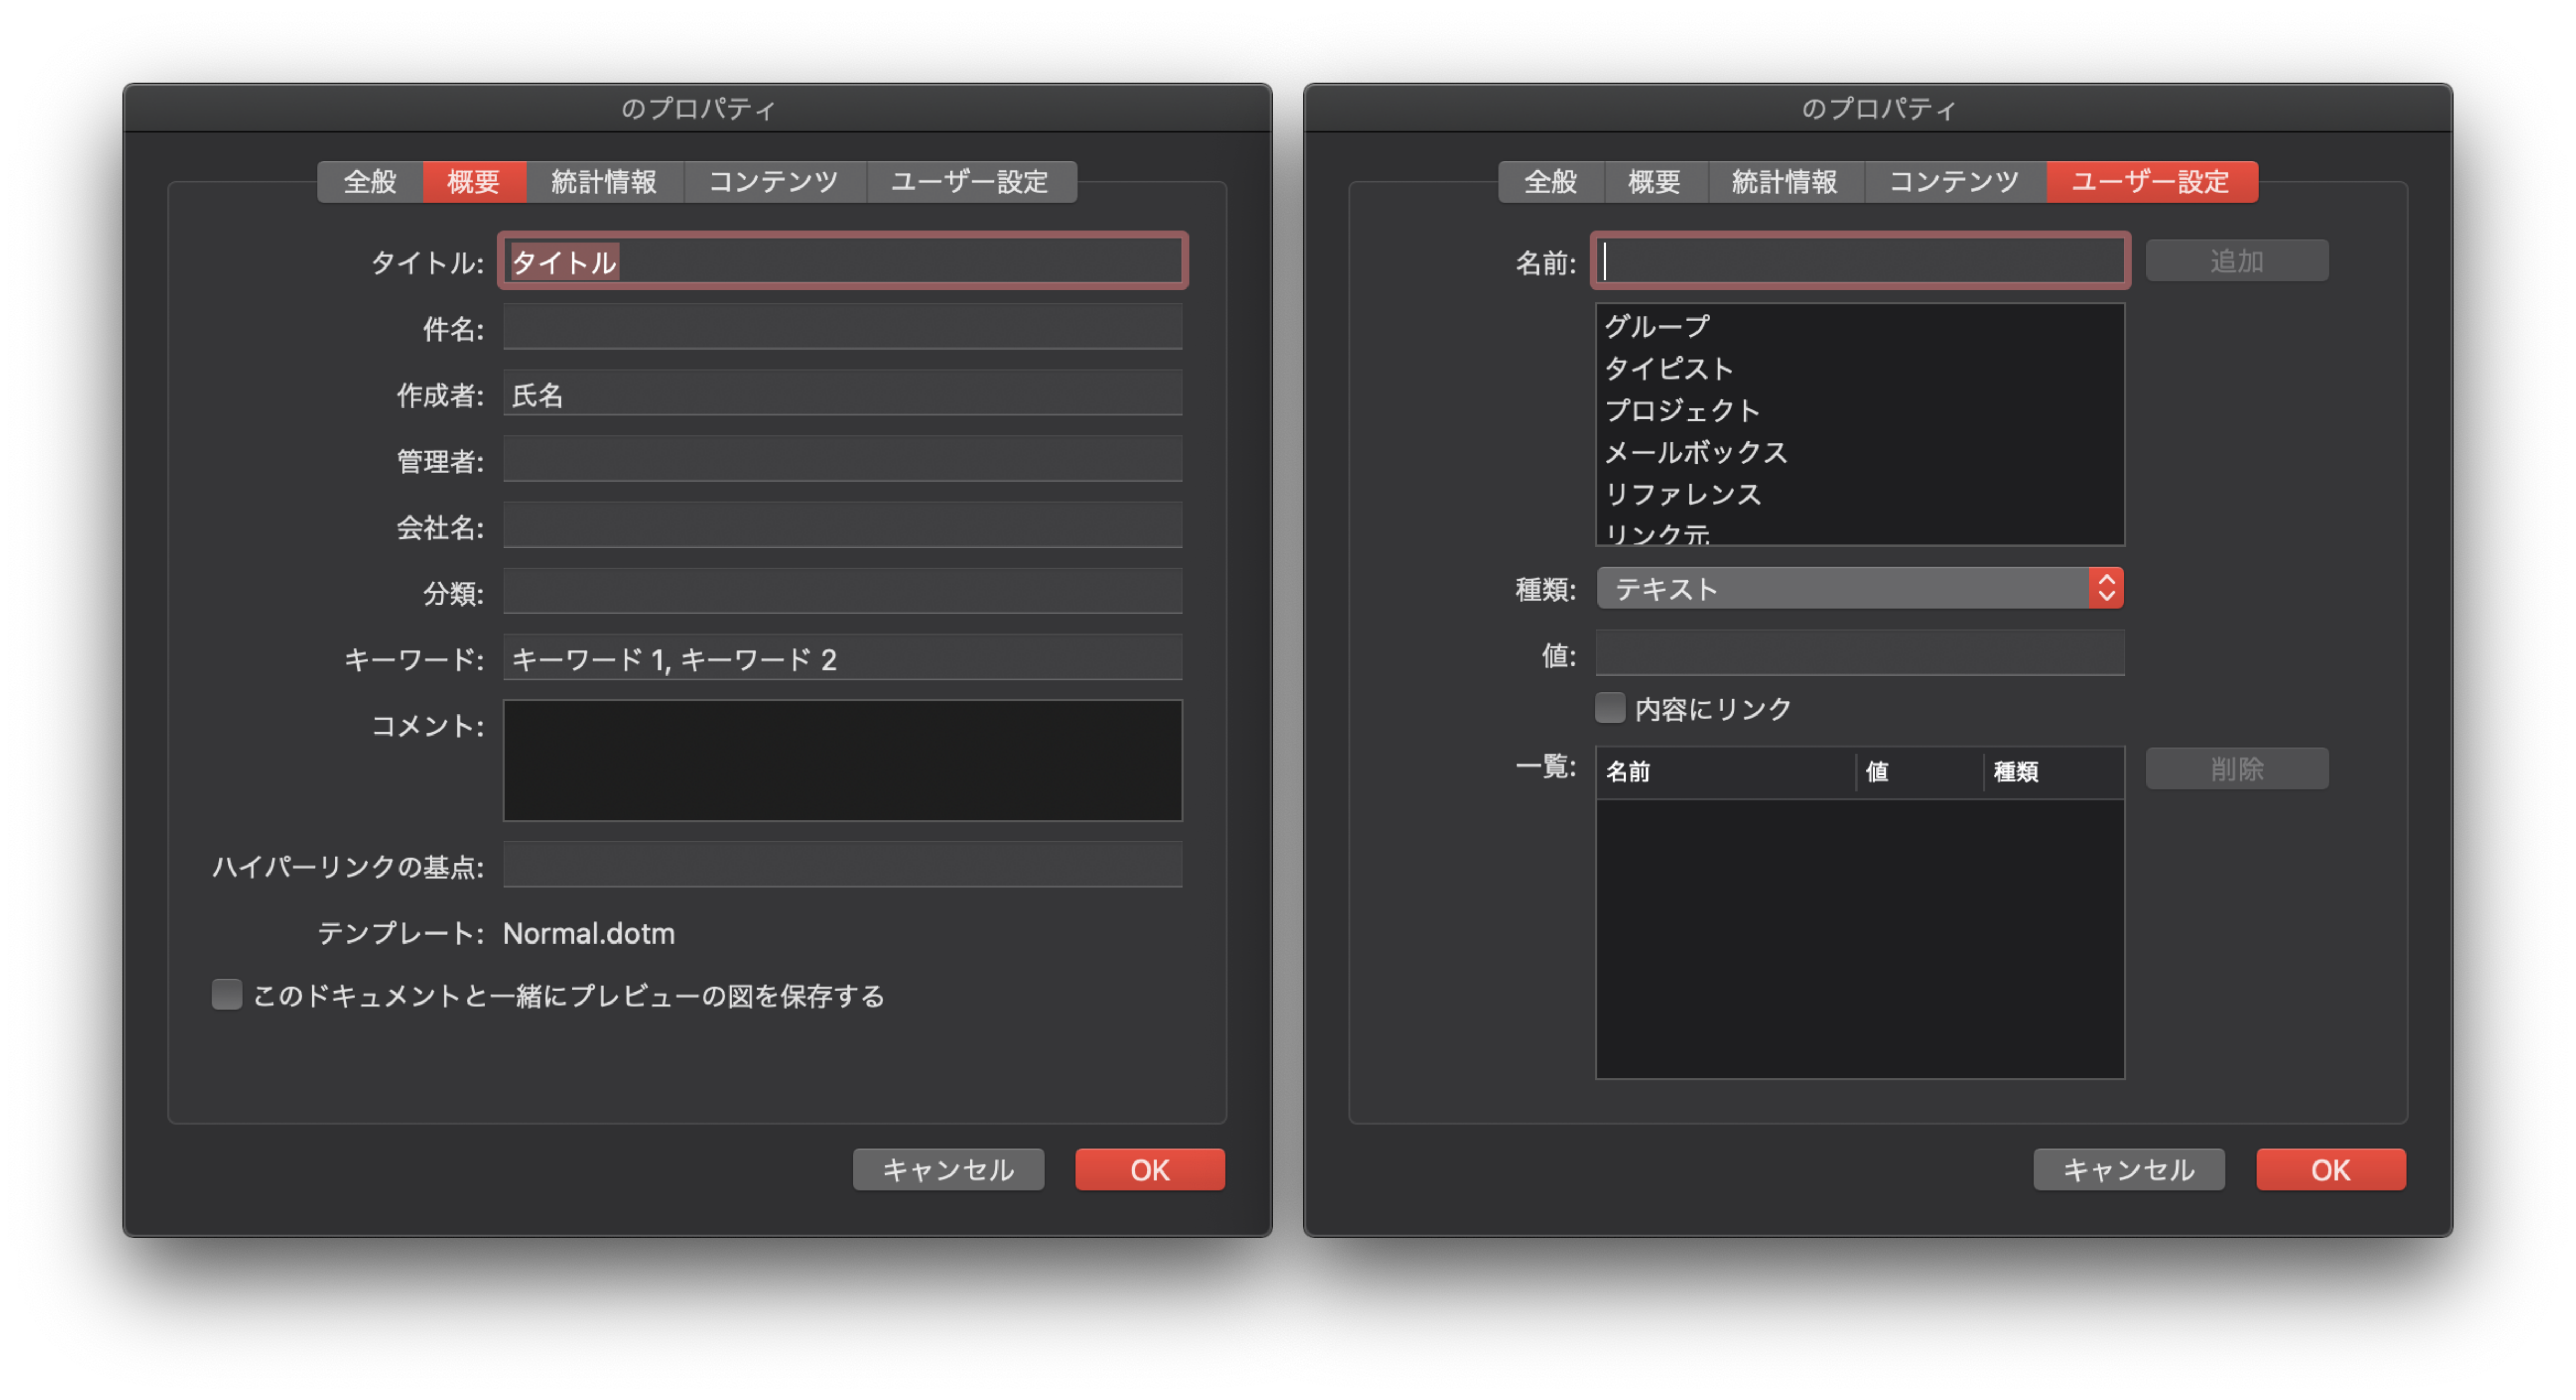 のプロパティ
全般 概要 統計情報 コンテンツ ユーザー設定
タイトル: タイトル
件名:
作成者: 氏名
管理者:
会社名:
分類:
キーワード: キーワード 1, キーワード 2
コメント:
ハイパーリンクの基点:
テンプレート: Normal.dotm
このドキュメントと一緒にプレビューの図を保存する
キャンセル OK
のプロパティ
全般 概要 統計情報 コンテンツ ユーザー設定
名前: 追加
グループ
タイピスト
プロジェクト
メールボックス
リファレンス
リンク元
種類: テキスト
値:
内容にリンク
一覧: 名前 値 種類 削除
キャンセル OK